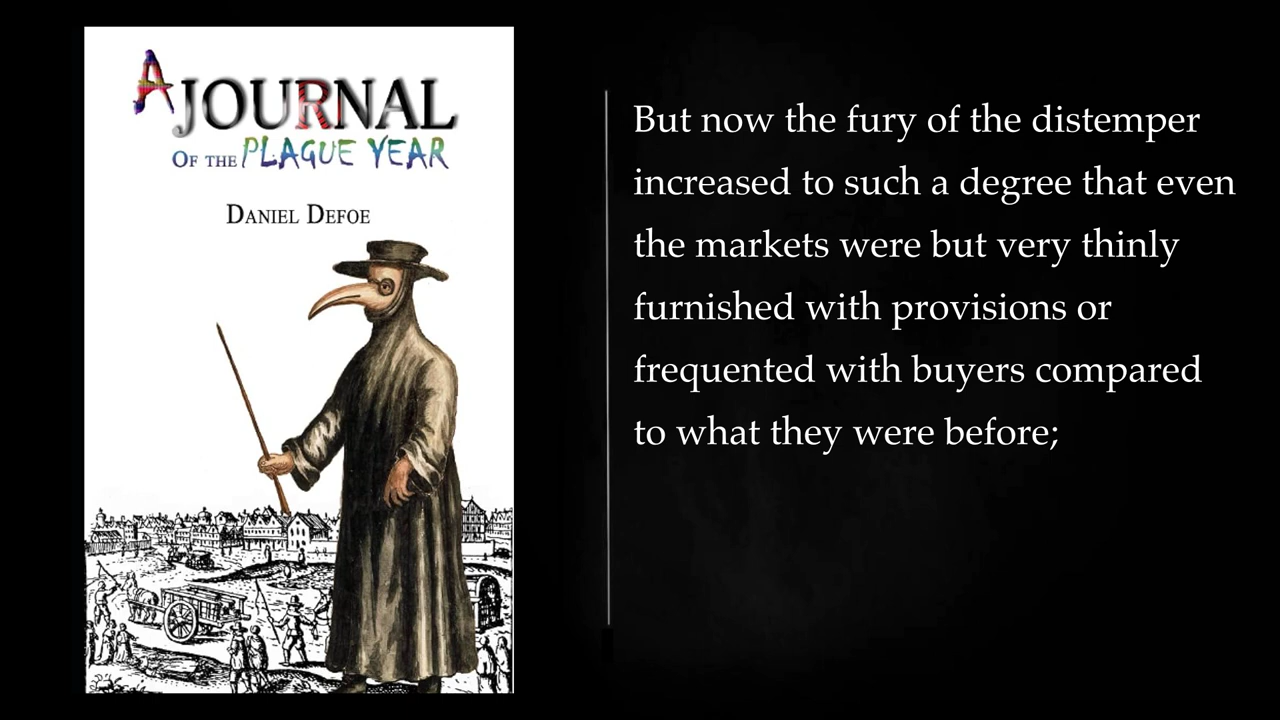 A JOURNAL
OF THE PLAGUE YEAR
DANIEL DEFOE
But now the fury of the distemper
increased to such a degree that even
the markets were but very thinly
furnished with provisions or
frequented with buyers compared
to what they were before;